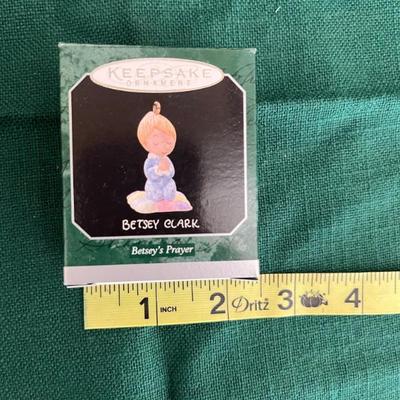 KEEPSAKE
ORNAMENT
BETSEY CLARK
Betsey's Prayer
1 INCH 2 Dritz 3 4